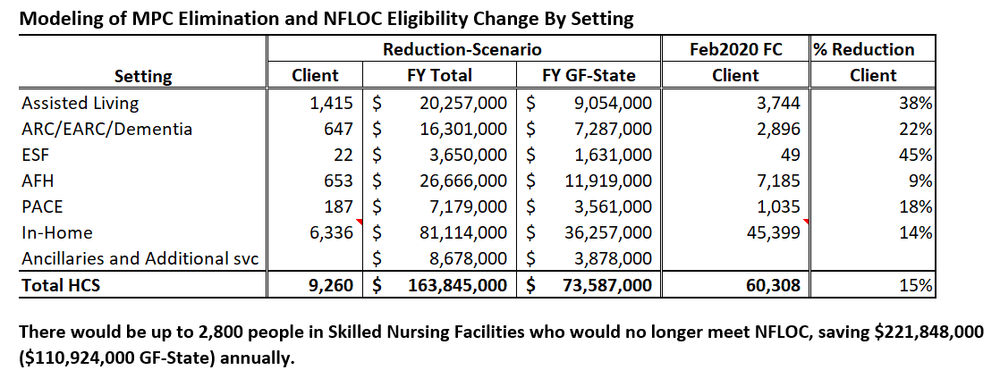 Modeling of MPC Elimination and NFLOC Eligibility Change By Setting
Reduction-Scenario Feb2020 FC % Reduction
Setting Client FY Total FY GF-State Client Client
Assisted Living 1,415 $ 20,257,000 $ 9,054,000 3,744 38%
ARC/EARC/Dementia 647 $ 16,301,000 $ 7,287,000 2,896 22%
ESF 22 $ 3,650,000 $ 1,631,000 49 45%
AFH 653 $ 26,666,000 $ 11,919,000 7,185 9%
PACE 187 $ 7,179,000 $ 3,561,000 1,035 18%
In-Home 6,336 $ 81,114,000 $ 36,257,000 45,399 14%
Ancillaries and Additional svc $ 8,678,000 $ 3,878,000
Total HCS 9,260 $ 163,845,000 $ 73,587,000 60,308 15%
There would be up to 2,800 people in Skilled Nursing Facilities who would no longer meet NFLOC, saving $221,848,000
($110,924,000 GF-State) annually.